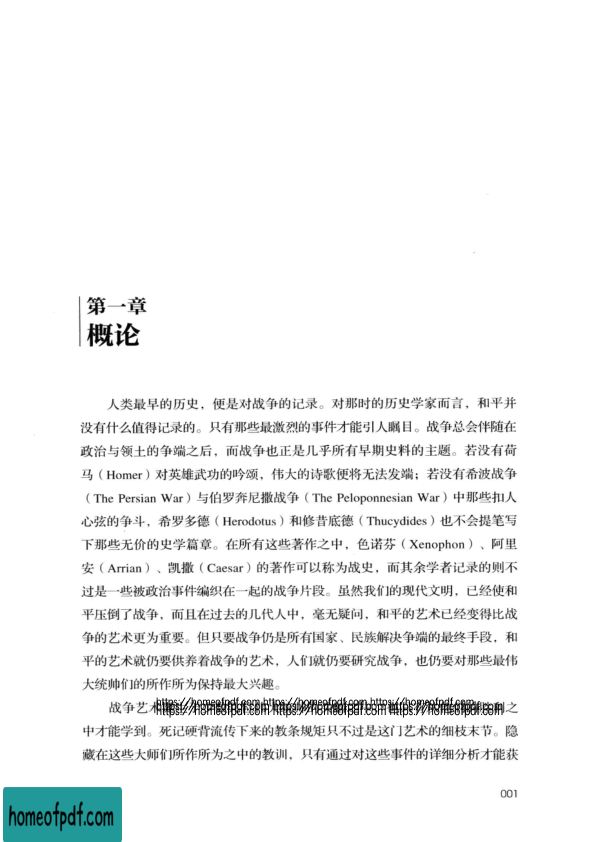 第一章
概论
人类最早的历史，便是对战争的记录。对那时的历史学家而言，和平并
没有什么值得记录的。只有那些最激烈的事件才能引人瞩目。战争总会伴随在
政治与领土的争端之后，而战争也正是几乎所有早期史料的主题。若没有荷
马（Homer）对英雄武功的吟颂，伟大的诗歌便将无法发端；若没有希波战争
（The Persian War）与伯罗奔尼撒战争（The Peloponnesian War）中那些扣人
心弦的争斗，希罗多德（Herodotus）和修昔底德（Thucydides）也不会提笔写
下那些无价的史学篇章。在所有这些著作之中，色诺芬（Xenophon）、阿里
安（Arrian）、凯撒（Caesar）的著作可以称为战史，而其余学者记录的则不
过是一些被政治事件编织在一起的战争片段。虽然我们的现代文明，已经使和
平压倒了战争，而且在过去的几代人中，毫无疑问，和平的艺术已经变得比战
争的艺术更为重要。但只要战争仍是所有国家、民族解决争端的最终手段，和
平的艺术就仍要供养着战争的艺术，人们就仍要研究战争，也仍要对那些最伟
大统帅们的所作所为保持最大兴趣。
战争艺术
https://homeofpdf.com https://homeofpdf.com https://homeofpdf.com
之
中才能学到。死记硬背流传下来的教条规矩只不过是这门艺术的细枝末节。隐
藏在这些大师们所作所为之中的教训，只有通过对这些事件的详细分析才能获
001
homeofpdf.com